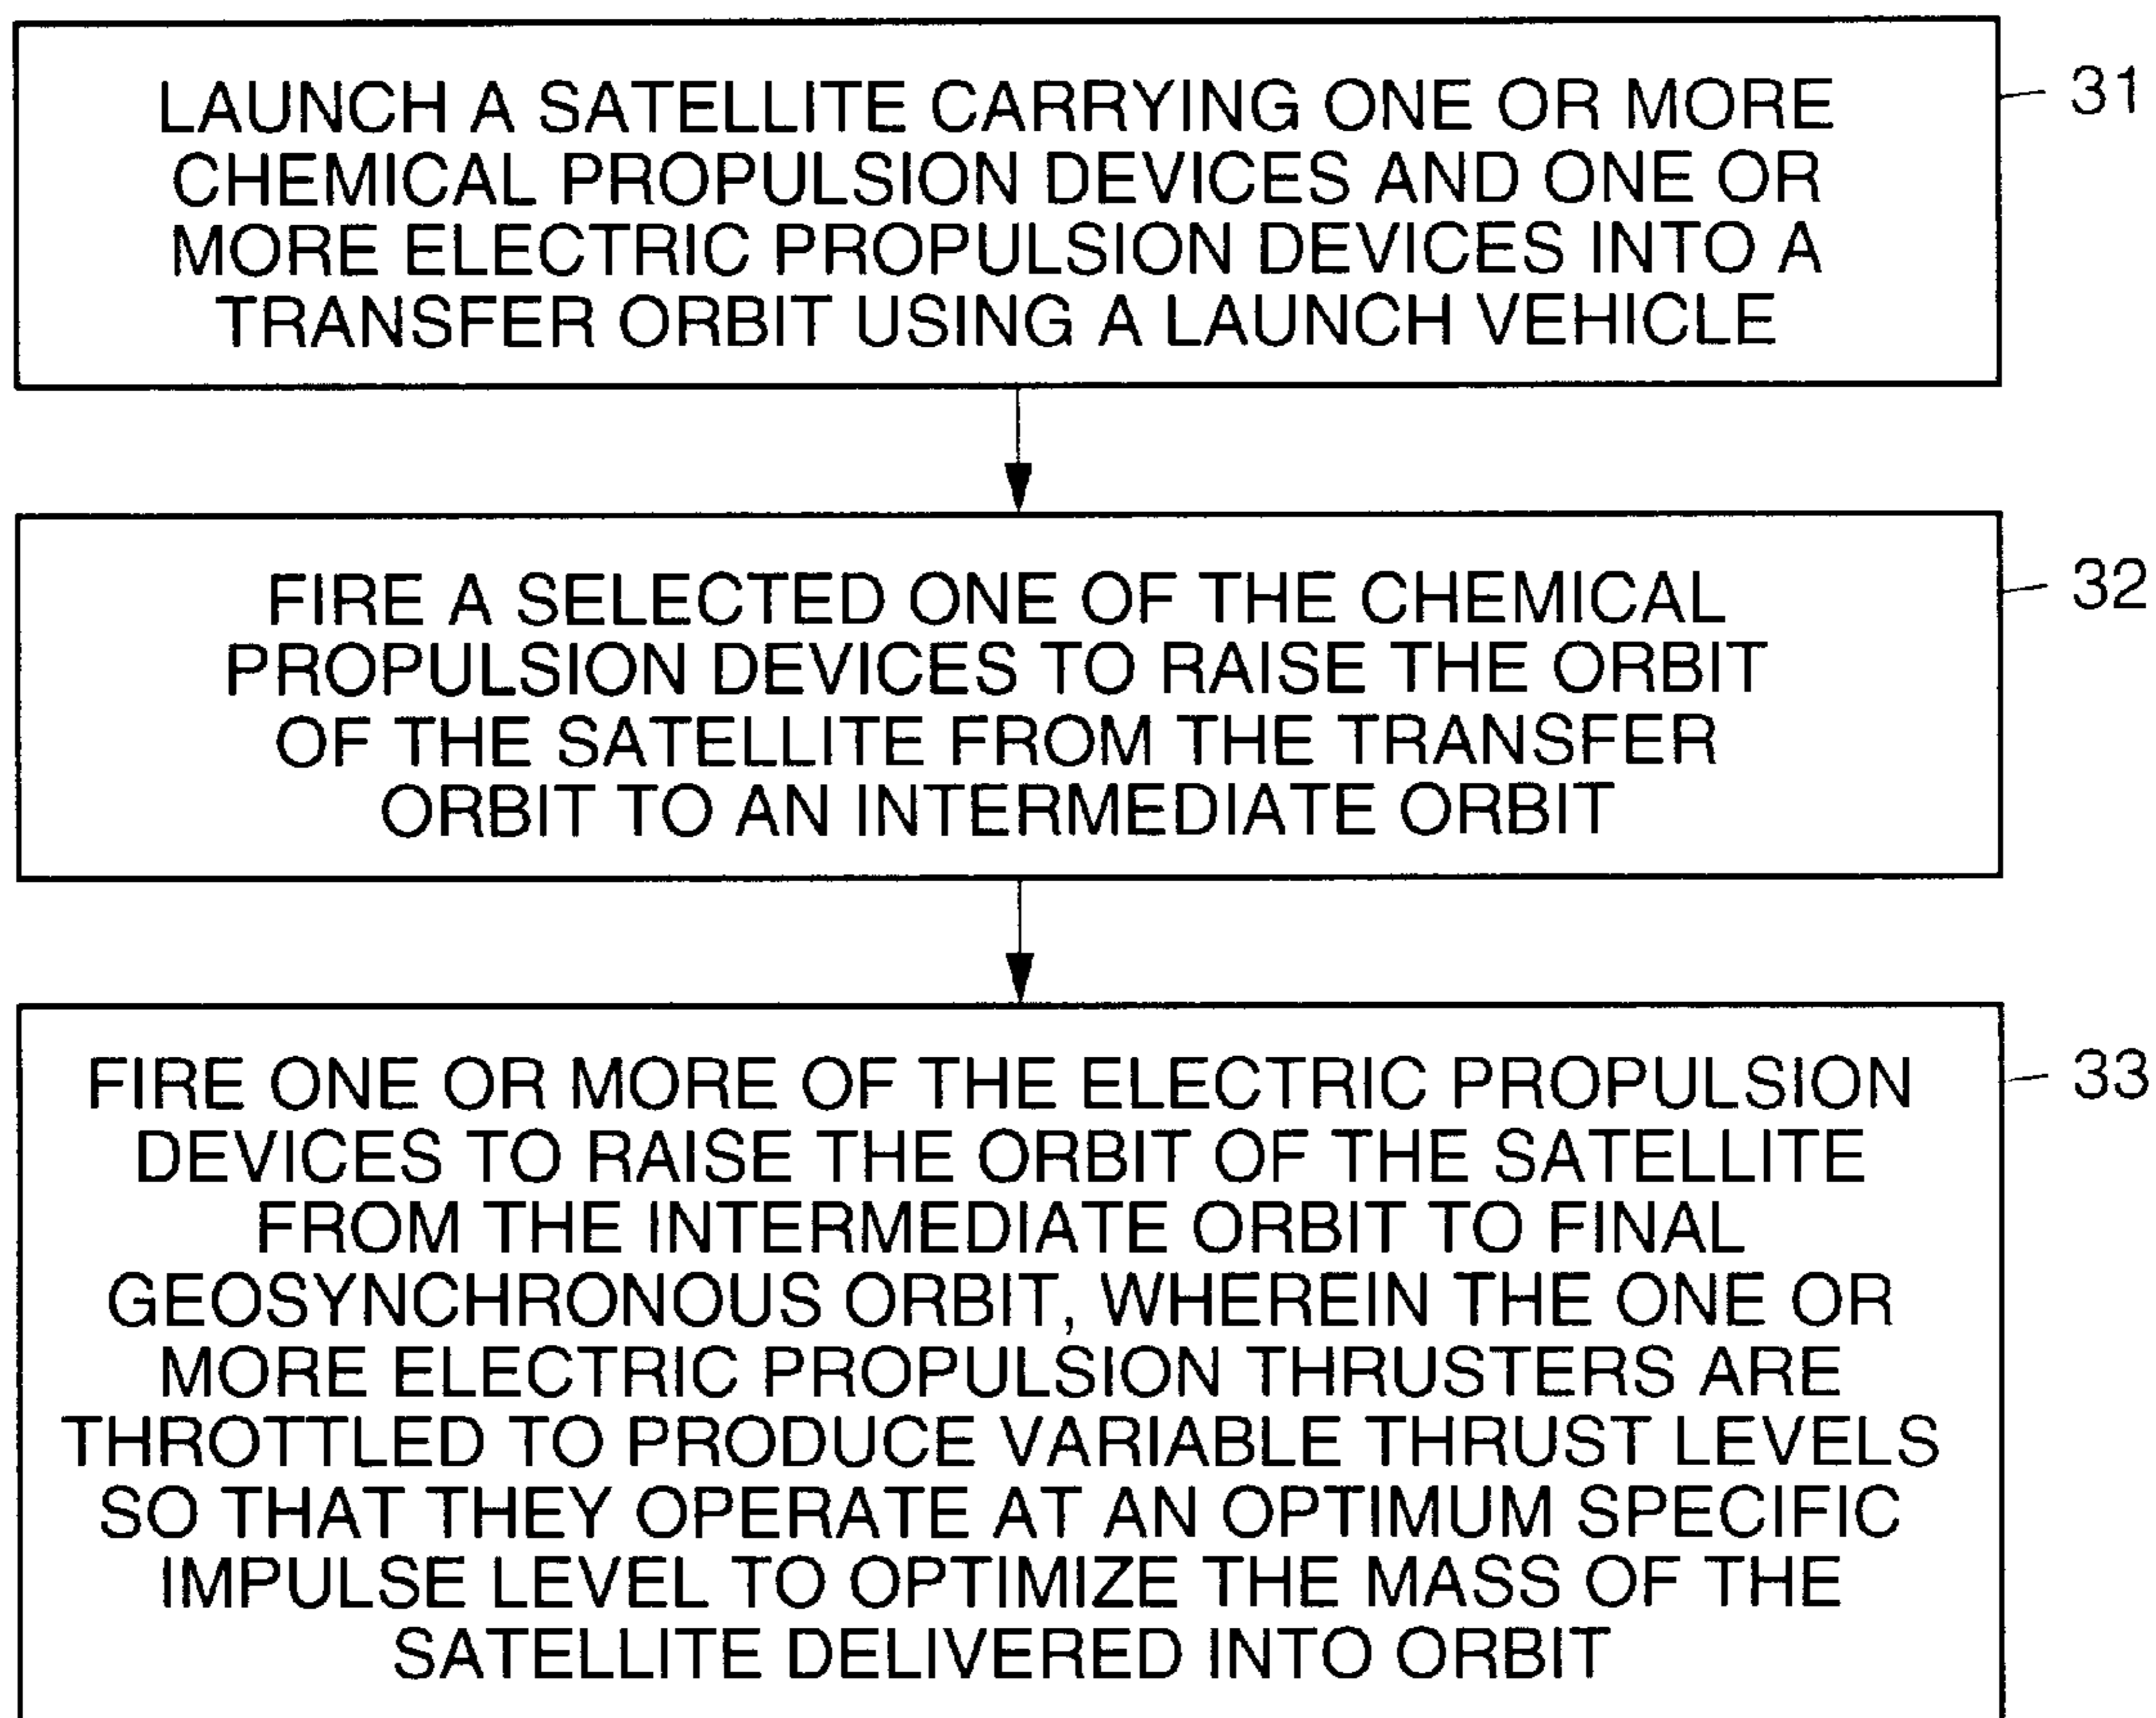 LAUNCH A SATELLITE CARRYING ONE OR MORE
31
CHEMICAL PROPULSION DEVICES AND ONE OR
MORE ELECTRIC PROPULSION DEVICES INTO A
TRANSFER ORBIT USING A LAUNCH VEHICLE
FIRE A SELECTED ONE OF THE CHEMICAL
32
PROPULSION DEVICES TO RAISE THE ORBIT
OF THE SATELLITE FROM THE TRANSFER
ORBIT TO AN INTERMEDIATE ORBIT
FIRE ONE OR MORE OF THE ELECTRIC PROPULSION
33
DEVICES TO RAISE THE ORBIT OF THE SATELLITE
FROM THE INTERMEDIATE ORBIT TO FINAL
GEOSYNCHRONOUS ORBIT, WHEREIN THE ONE OR
MORE ELECTRIC PROPULSION THRUSTERS ARE
THROTTLED TO PRODUCE VARIABLE THRUST LEVELS
SO THAT THEY OPERATE AT AN OPTIMUM SPECIFIC
IMPULSE LEVEL TO OPTIMIZE THE MASS OF THE
SATELLITE DELIVERED INTO ORBIT